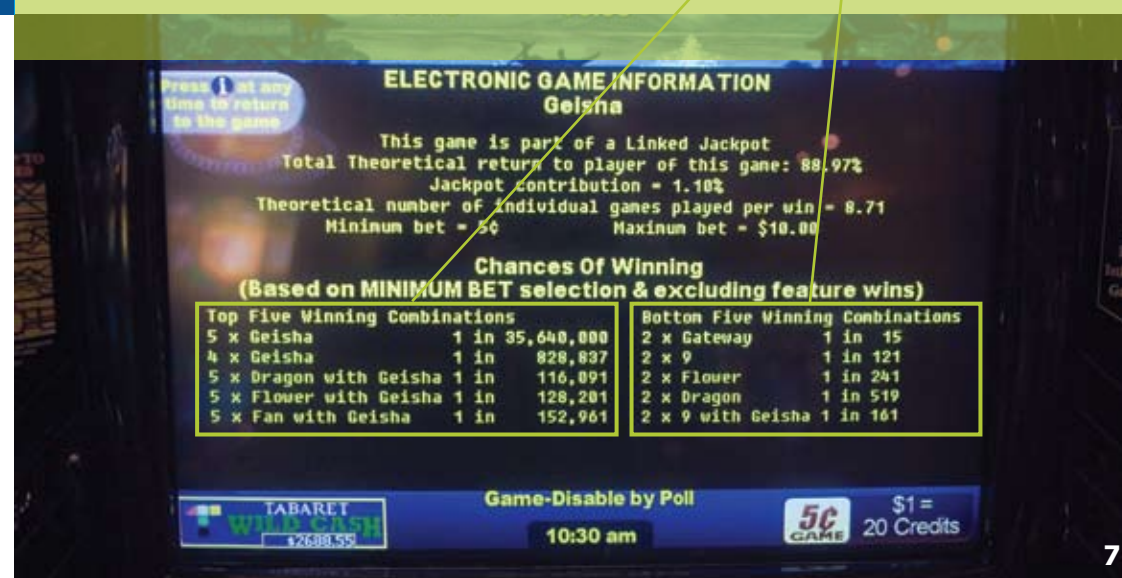 Press i at any
time to return
to the game
ELECTRONIC GAME INFORMATION
Geisha
This game is part of a Linked Jackpot
Total Theoretical return to player of this game: 88.97%
Jackpot contribution = 1.10%
Theoretical number of individual games played per win = 8.71
Minimum bet = 5¢ Maximum bet = $10.00
Chances Of Winning
(Based on MINIMUM BET selection & excluding feature wins)
Top Five Winning Combinations
5 x Geisha 1 in 35,640,000
4 x Geisha 1 in 828,837
5 x Dragon with Geisha 1 in 116,091
5 x Flower with Geisha 1 in 128,201
5 x Fan with Geisha 1 in 152,961
Bottom Five Winning Combinations
2 x Gateway 1 in 15
2 x 9 1 in 121
2 x Flower 1 in 241
2 x Dragon 1 in 519
2 x 9 with Geisha 1 in 161
TABARET
WILD CASH
$2688.55
Game-Disable by Poll
10:30 am
5¢
GAME
$1 =
20 Credits
7